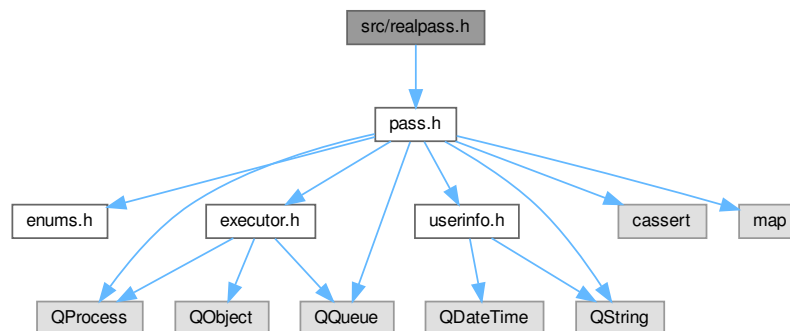 src/realpass.h
pass.h
enums.h
executor.h
userinfo.h
cassert
map
QProcess
QObject
QQueue
QDateTime
QString